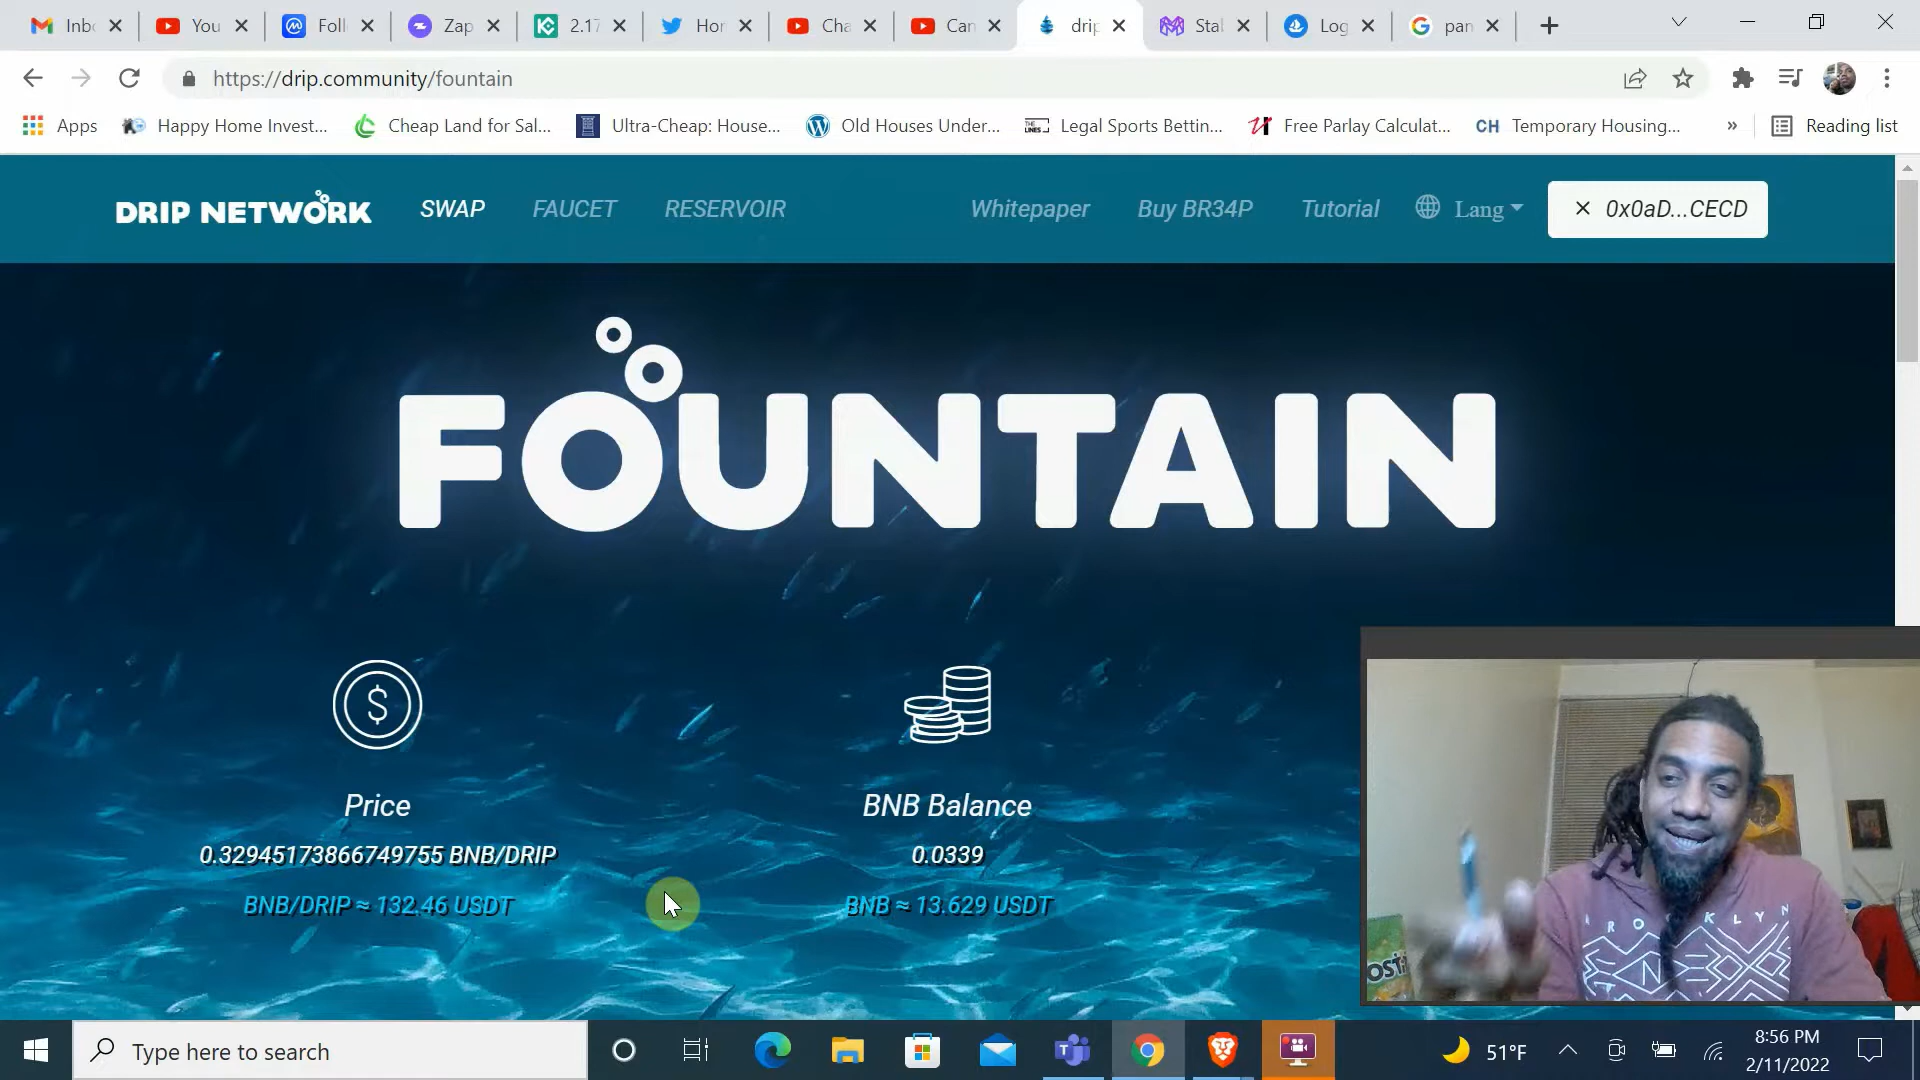 Inb
You
Foll
Zap
2.17
Hor
Cha
Can
drip
Stal
Log
pan
https://drip.community/fountain
Apps
Happy Home Invest...
Cheap Land for Sal...
Ultra-Cheap: House...
Old Houses Under...
THE LINES
Legal Sports Bettin...
Free Parlay Calculat...
CH
Temporary Housing...
»
Reading list
DRIP NETWORK
SWAP
FAUCET
RESERVOIR
Whitepaper
Buy BR34P
Tutorial
Lang
× 0x0aD...CECD
FOUNTAIN
Price
0.32945173866749755 BNB/DRIP
BNB/DRIP ≈ 132.46 USDT
BNB Balance
0.0339
BNB ≈ 13.629 USDT
BROOKLYN
Type here to search
51°F
8:56 PM
2/11/2022